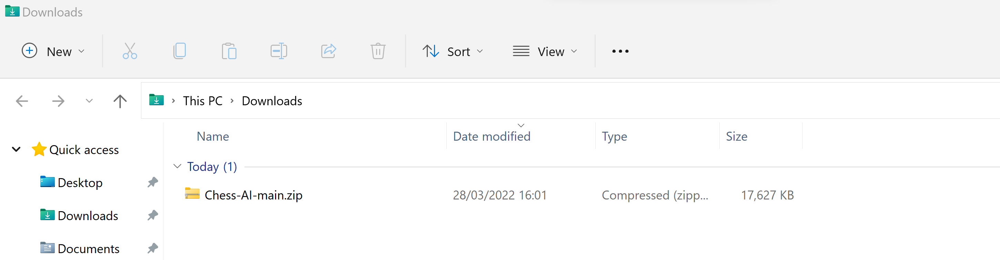 Downloads
New Sort View
This PC Downloads
Name Date modified Type Size
Quick access
Today (1)
Desktop
Chess-AI-main.zip 28/03/2022 16:01 Compressed (zipp... 17,627 KB
Downloads
Documents